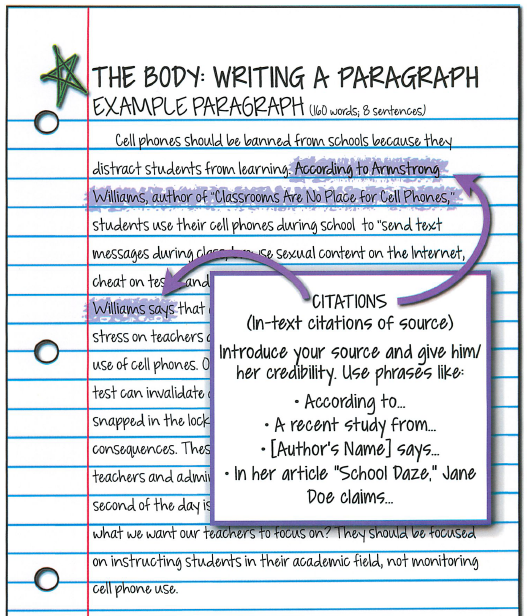 THE BODY: WRITING A PARAGRAPH
EXAMPLE PARAGRAPH (160 words; 8 sentences)
Cell phones should be banned from schools because they
distract students from learning. According to Armstrong
Williams, author of "Classrooms Are No Place for Cell Phones,"
students use their cell phones during school to "send text
messages during class, browse sexual content on the Internet,
cheat on tests and
Williams says that
stress on teachers
use of cell phones.
test can invalidate
snapped in the lock
consequences.
teachers and
second of the day is
what we want our teachers to focus on? They should be focused
on instructing students in their academic field, not monitoring
cell phone use.
CITATIONS
(In-text citations of source)
Introduce your source and give him/
her credibility. Use phrases like:
• According to...
• A recent study from...
• [Author's Name] says...
• In her article "School Daze," Jane
Doe claims...